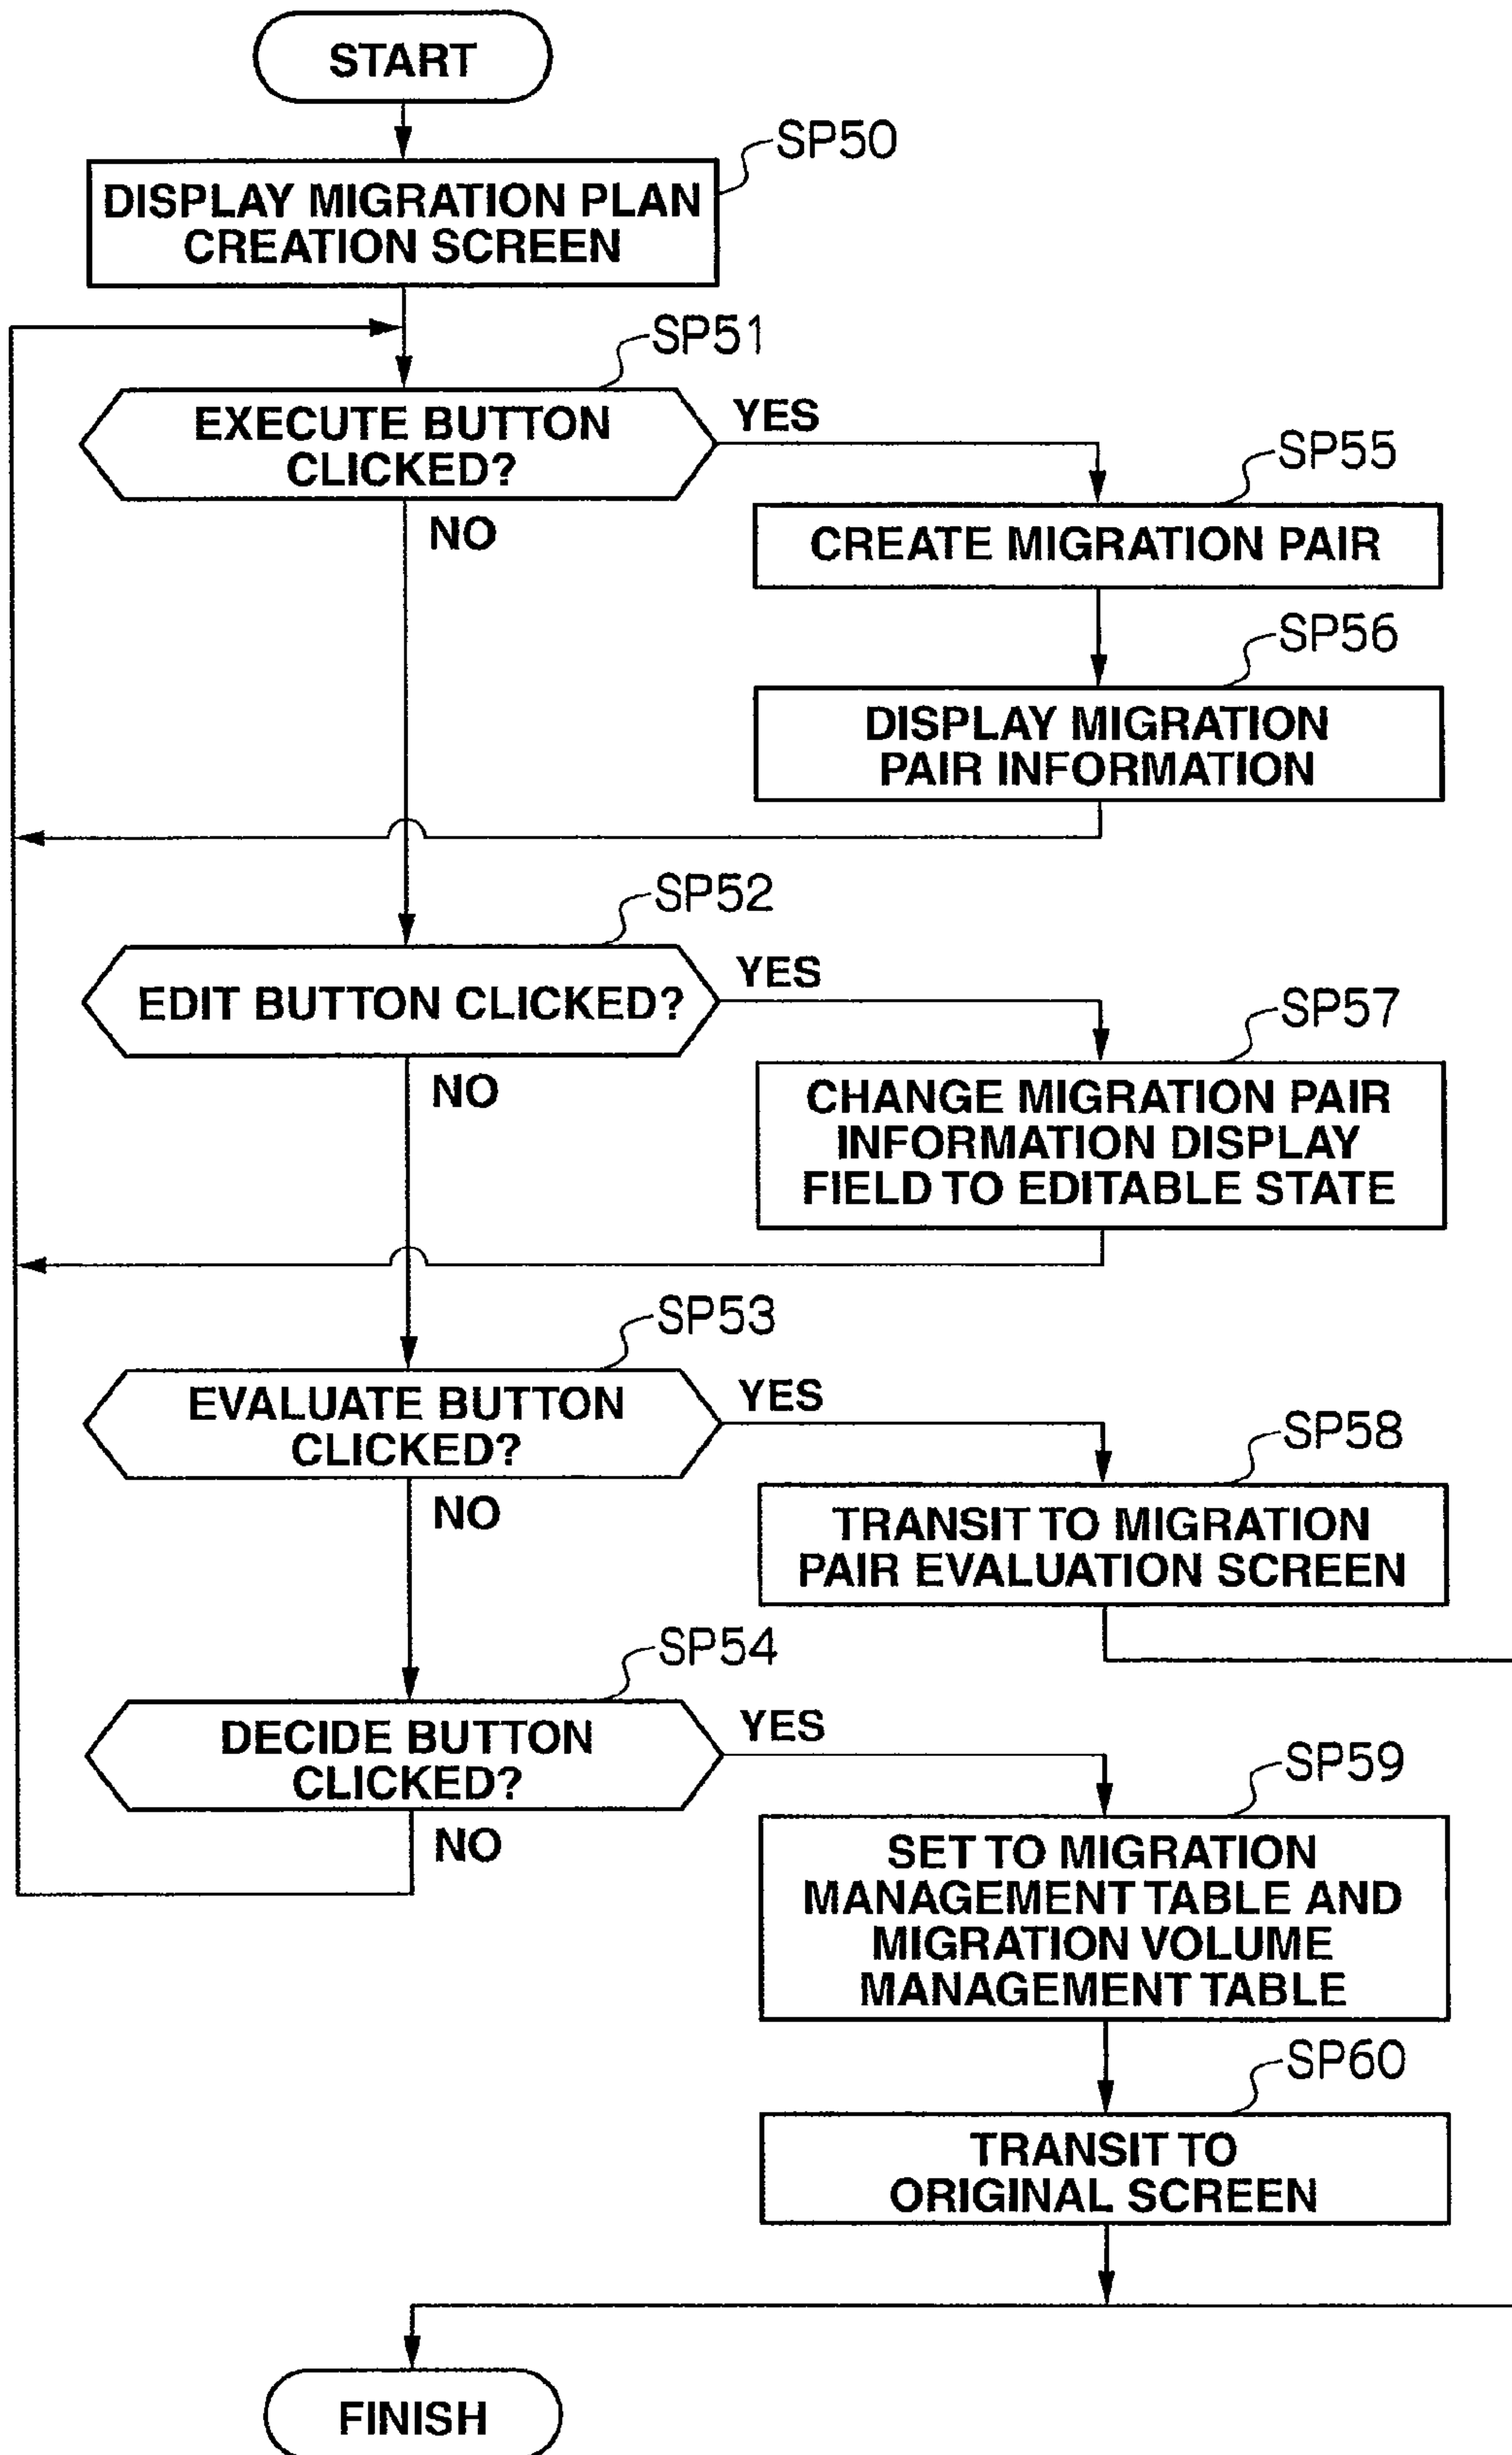 START
SP50
DISPLAY MIGRATION PLAN
CREATION SCREEN
SP51
EXECUTE BUTTON
CLICKED?
YES
NO
SP55
CREATE MIGRATION PAIR
SP56
DISPLAY MIGRATION
PAIR INFORMATION
SP52
EDIT BUTTON CLICKED?
YES
NO
SP57
CHANGE MIGRATION PAIR
INFORMATION DISPLAY
FIELD TO EDITABLE STATE
SP53
EVALUATE BUTTON
CLICKED?
YES
NO
SP58
TRANSIT TO MIGRATION
PAIR EVALUATION SCREEN
SP54
DECIDE BUTTON
CLICKED?
YES
NO
SP59
SET TO MIGRATION
MANAGEMENT TABLE AND
MIGRATION VOLUME
MANAGEMENT TABLE
SP60
TRANSIT TO
ORIGINAL SCREEN
FINISH